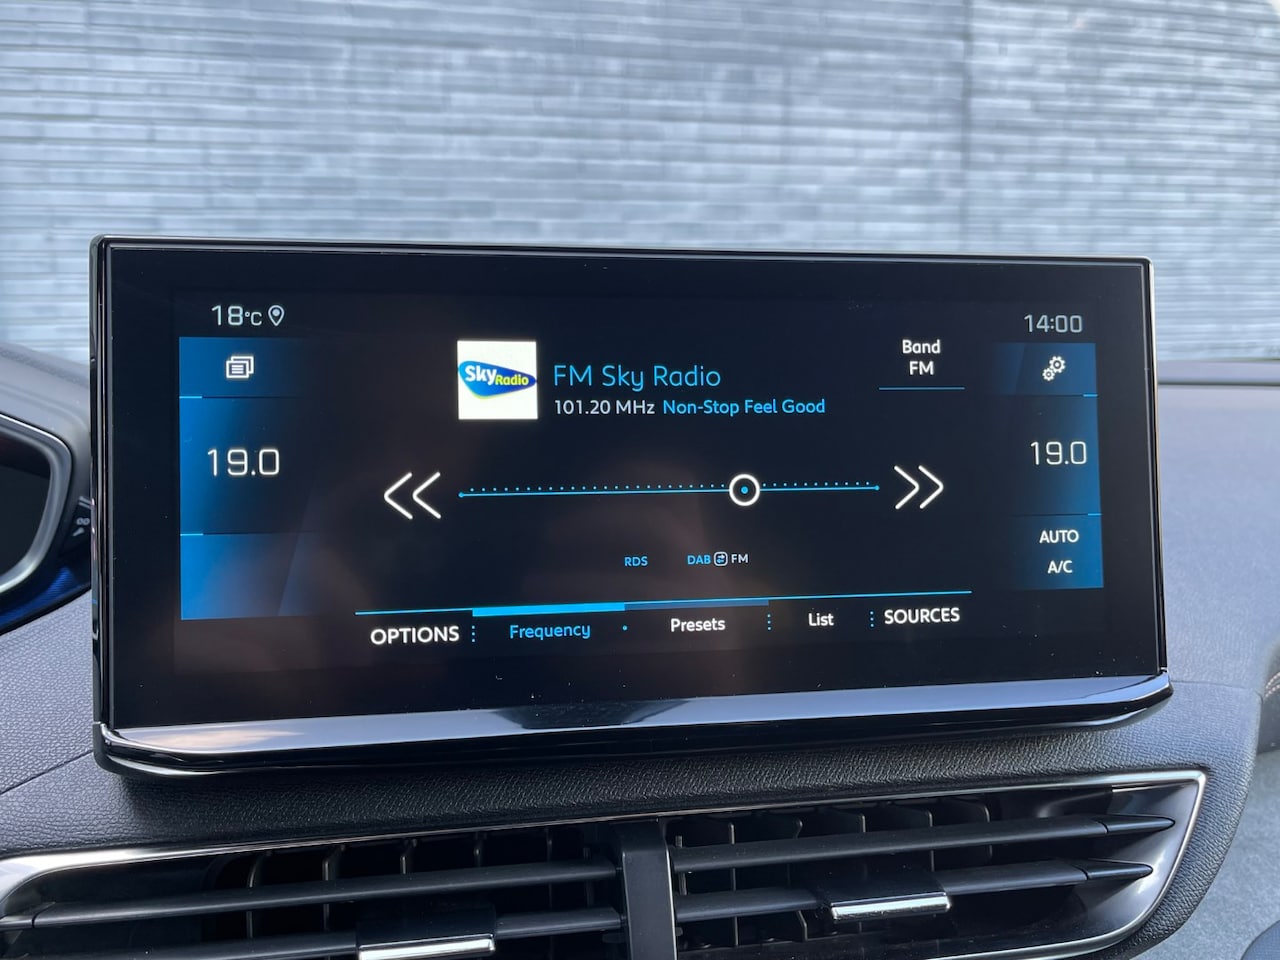 18°C
14:00
Band
FM
Sky Radio
FM Sky Radio
101.20 MHz Non-Stop Feel Good
19.0
19.0
RDS
DAB FM
AUTO
A/C
OPTIONS
Frequency
Presets
List
SOURCES